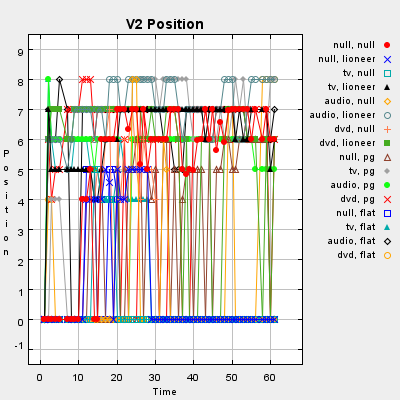 V2 Position
9
8
7
6
5
4
3
2
1
0
-1
0
10
20
30
40
50
60
Position
Time
null, null
null, lioneer
tv, null
tv, lioneer
audio, null
audio, lioneer
dvd, null
dvd, lioneer
null, pg
tv, pg
audio, pg
dvd, pg
null, flat
tv, flat
audio, flat
dvd, flat